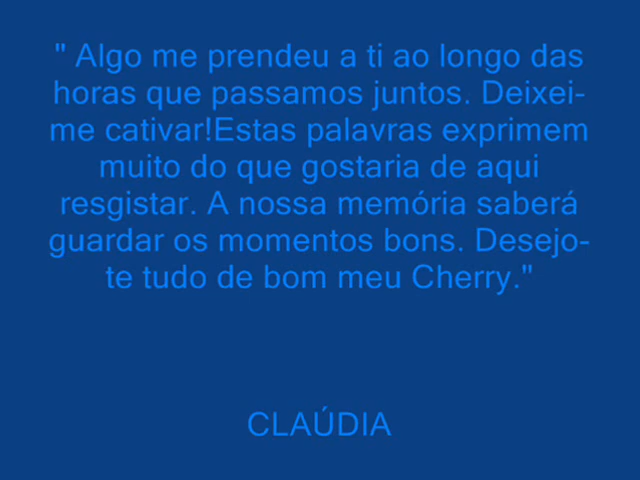 " Algo me prendeu a ti ao longo das
horas que passamos juntos. Deixei-
me cativar!Estas palavras exprimem
muito do que gostaria de aqui
resgistar. A nossa memória saberá
guardar os momentos bons. Desejo-
te tudo de bom meu Cherry."
CLAÚDIA